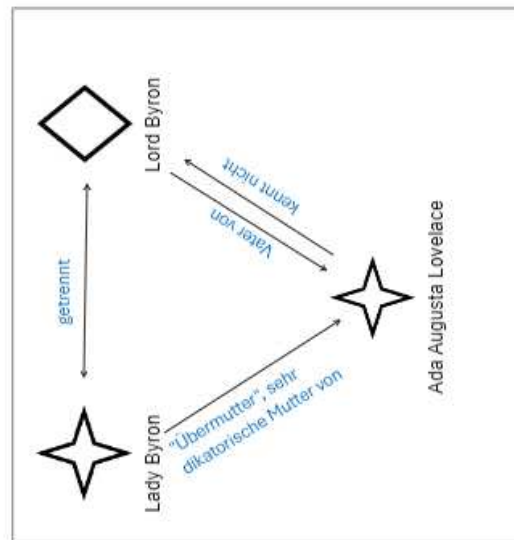 getrennt
Lady Byron
Lord Byron
"Übermutter", sehr
dikatorische Mutter von
Vater von
kennt nicht
Ada Augusta Lovelace